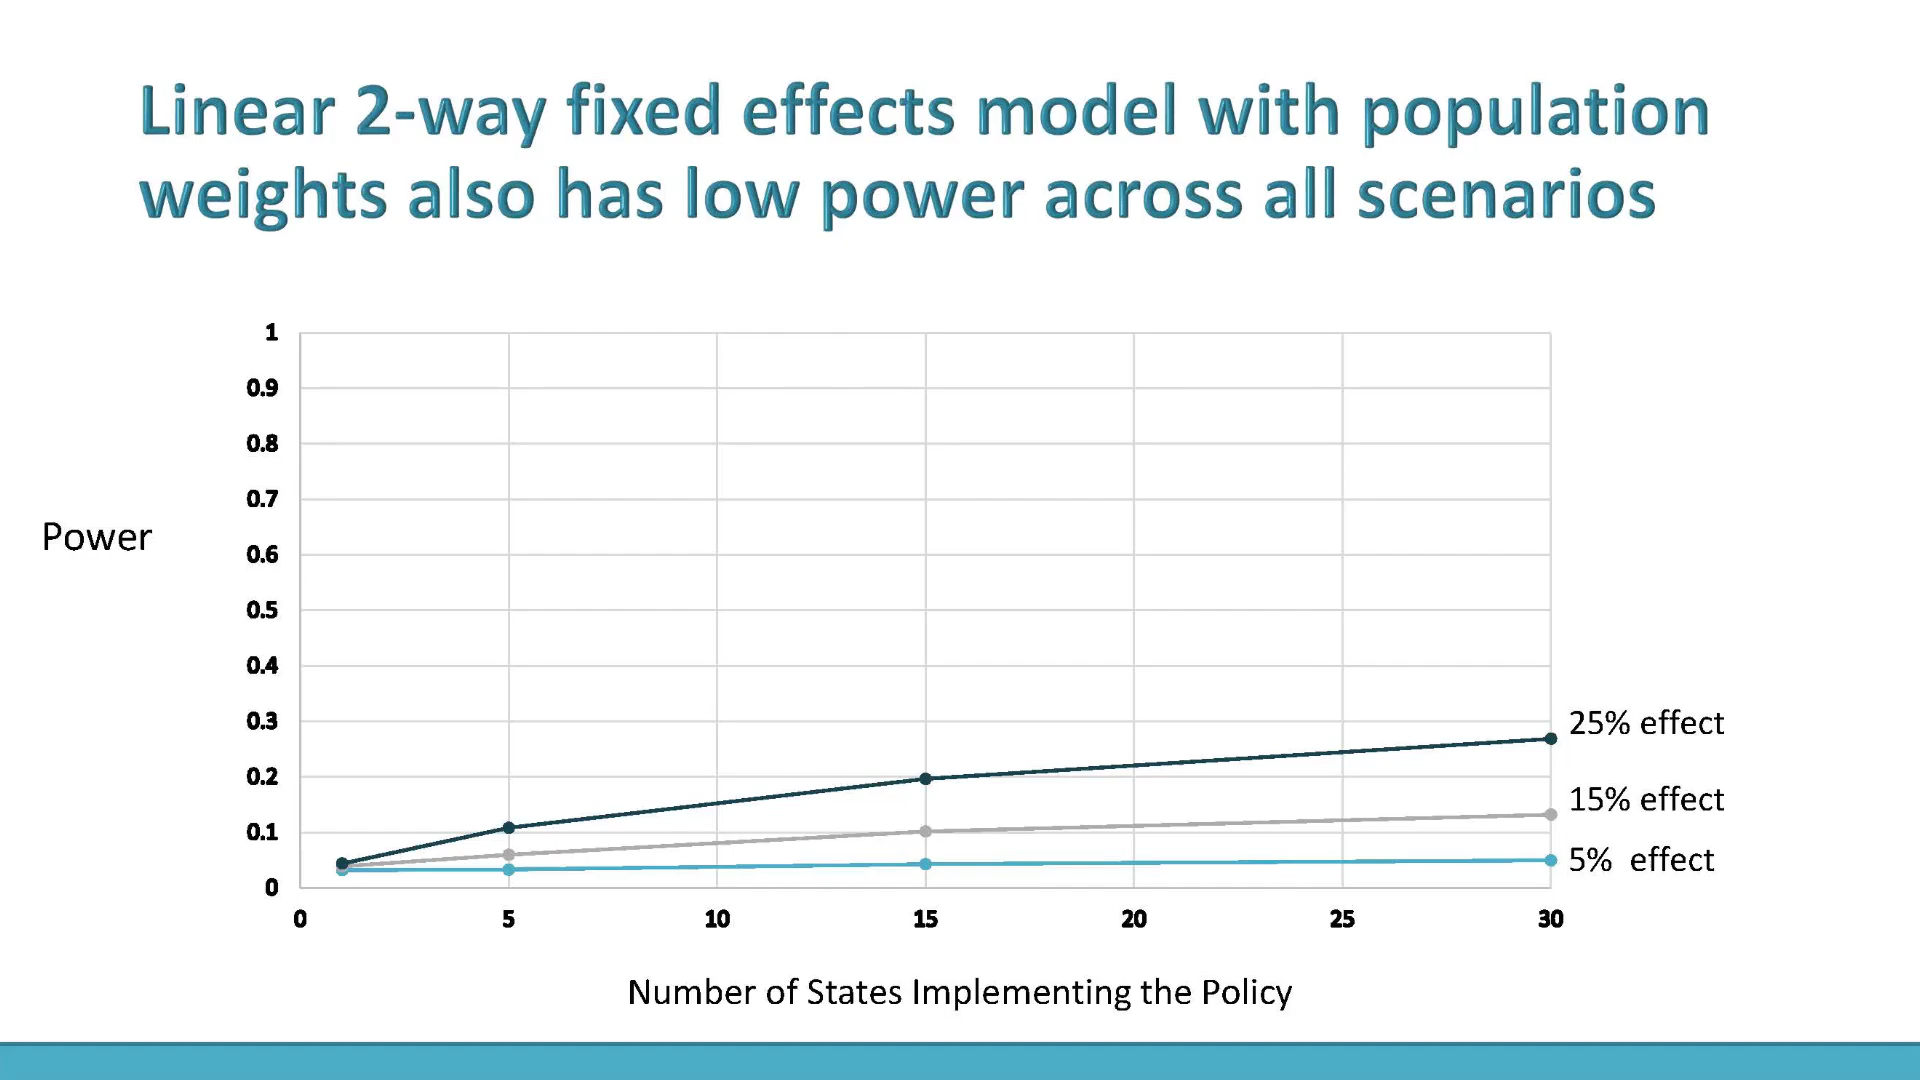 Linear 2-way fixed effects model with population
weights also has low power across all scenarios
1
0.9
0.8
0.7
Power
0.6
0.5
0.4
0.3
25% effect
0.2
15% effect
0.1
5% effect
0
0 5 10 15 20 25 30
Number of States Implementing the Policy